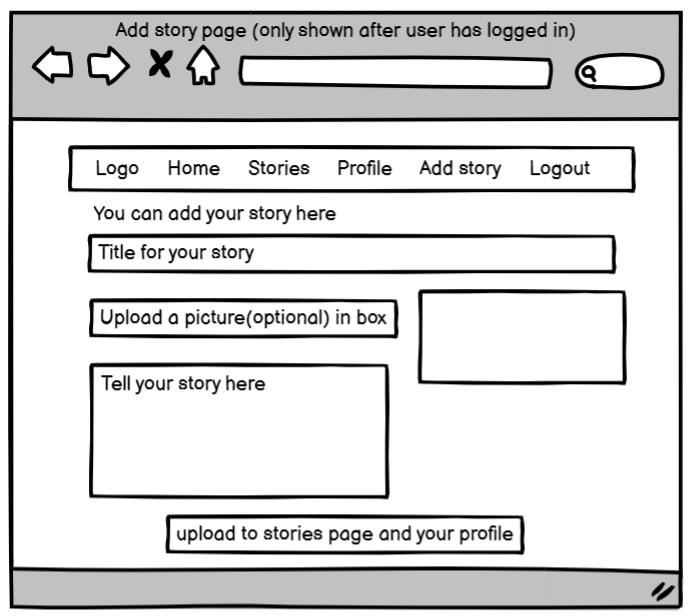 Add story page (only shown after user has logged in)
Logo Home Stories Profile Add story Logout
You can add your story here
Title for your story
Upload a picture(optional) in box
Tell your story here
upload to stories page and your profile